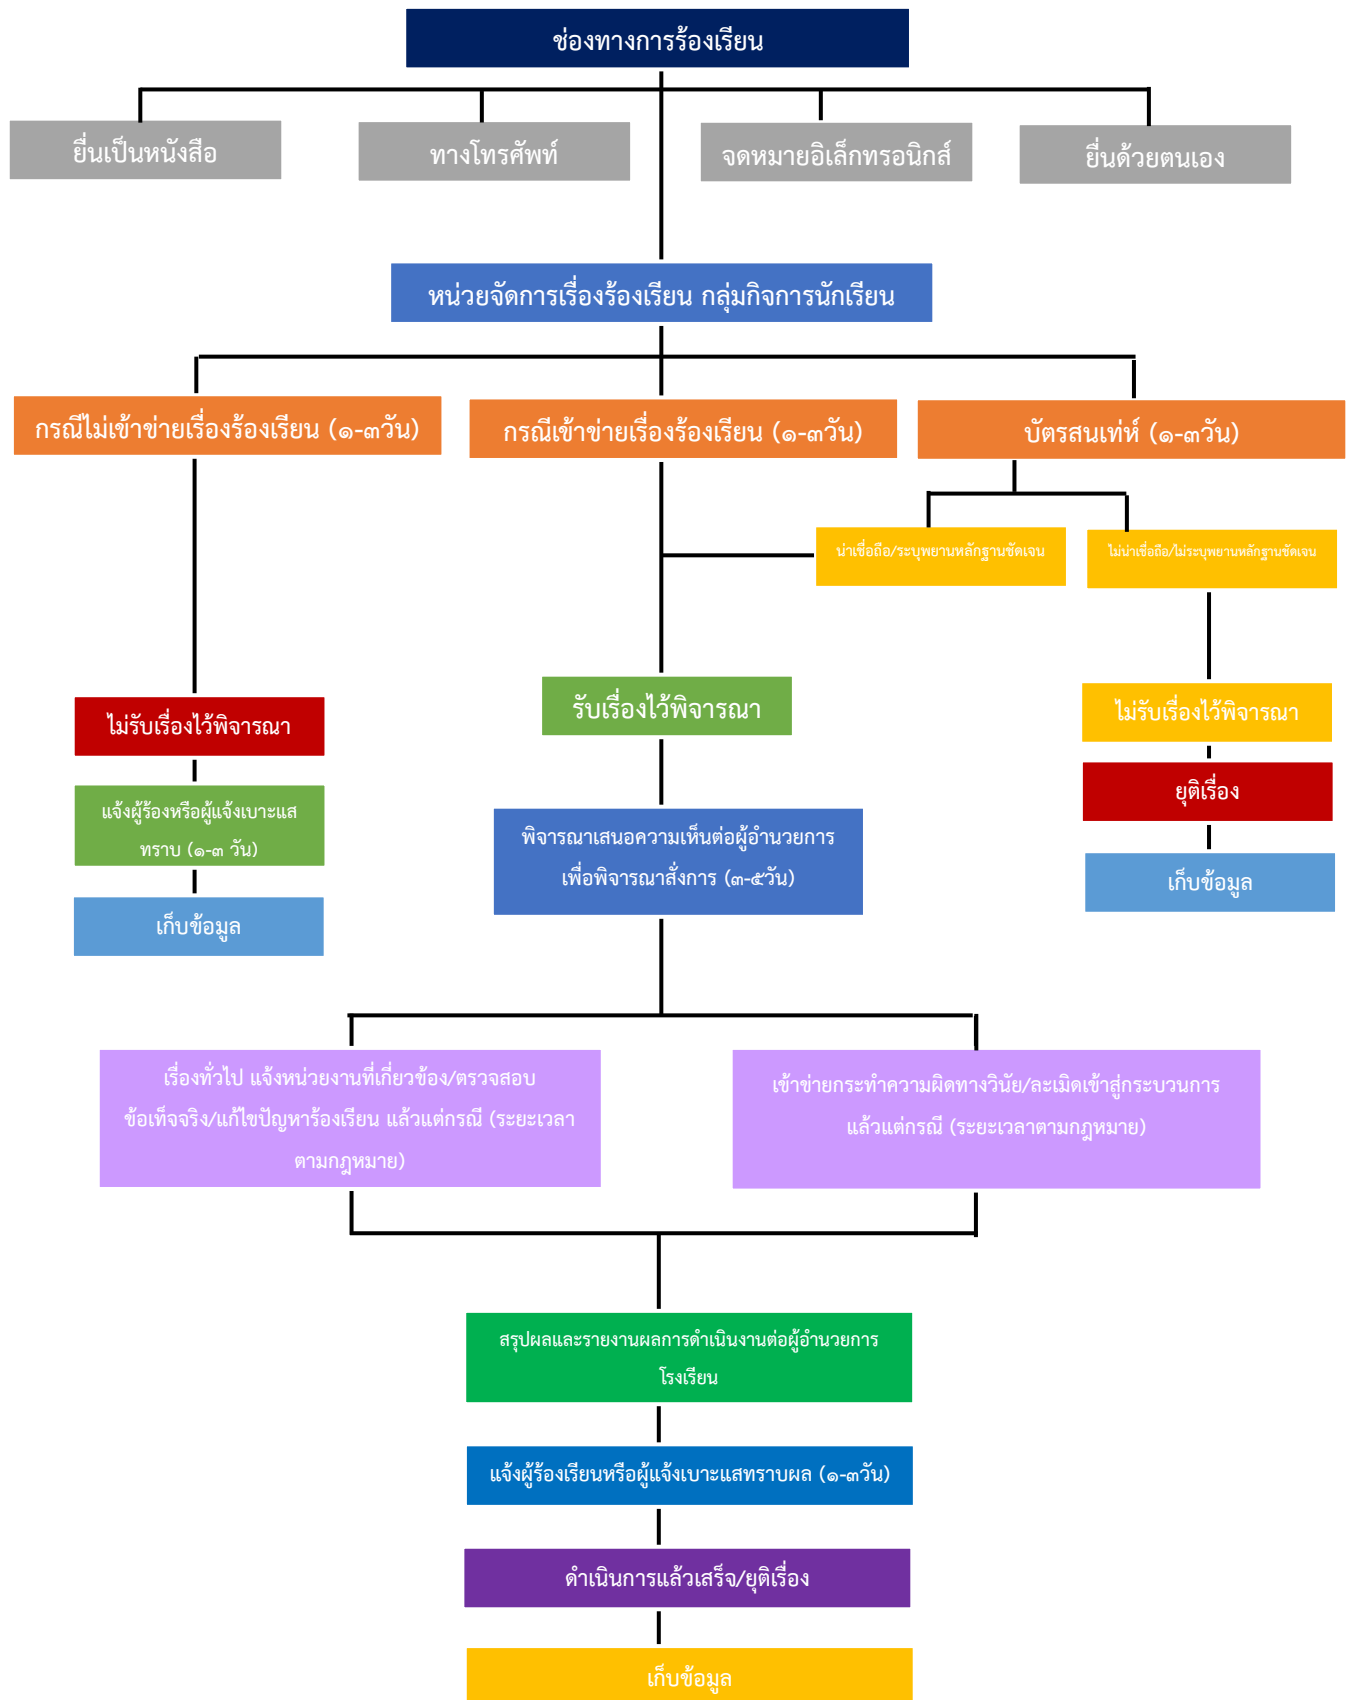 ช่องทางการร้องเรียน
ยื่นเป็นหนังสือ
ทางโทรศัพท์
จดหมายอิเล็กทรอนิกส์
ยื่นด้วยตนเอง
หน่วยจัดการเรื่องร้องเรียน กลุ่มกิจการนักเรียน
กรณีไม่เข้าข่ายเรื่องร้องเรียน (๑-๓วัน)
กรณีเข้าข่ายเรื่องร้องเรียน (๑-๓วัน)
บัตรสนเท่ห์ (๑-๓วัน)
น่าเชื่อถือ/ระบุพยานหลักฐานชัดเจน
ไม่น่าเชื่อถือ/ไม่ระบุพยานหลักฐานชัดเจน
ไม่รับเรื่องไว้พิจารณา
รับเรื่องไว้พิจารณา
ไม่รับเรื่องไว้พิจารณา
แจ้งผู้ร้องหรือผู้แจ้งเบาะแส
ทราบ (๑-๓ วัน)
พิจารณาเสนอความเห็นต่อผู้อำนวยการ
เพื่อพิจารณาสั่งการ (๓-๕วัน)
ยุติเรื่อง
เก็บข้อมูล
เก็บข้อมูล
เรื่องทั่วไป แจ้งหน่วยงานที่เกี่ยวข้อง/ตรวจสอบ
ข้อเท็จจริง/แก้ไขปัญหาร้องเรียน แล้วแต่กรณี (ระยะเวลา
ตามกฎหมาย)
เข้าข่ายกระทำความผิดทางวินัย/ละเมิดเข้าสู่กระบวนการ
แล้วแต่กรณี (ระยะเวลาตามกฎหมาย)
สรุปผลและรายงานผลการดำเนินงานต่อผู้อำนวยการ
โรงเรียน
แจ้งผู้ร้องเรียนหรือผู้แจ้งเบาะแสทราบผล (๑-๓วัน)
ดำเนินการแล้วเสร็จ/ยุติเรื่อง
เก็บข้อมูล